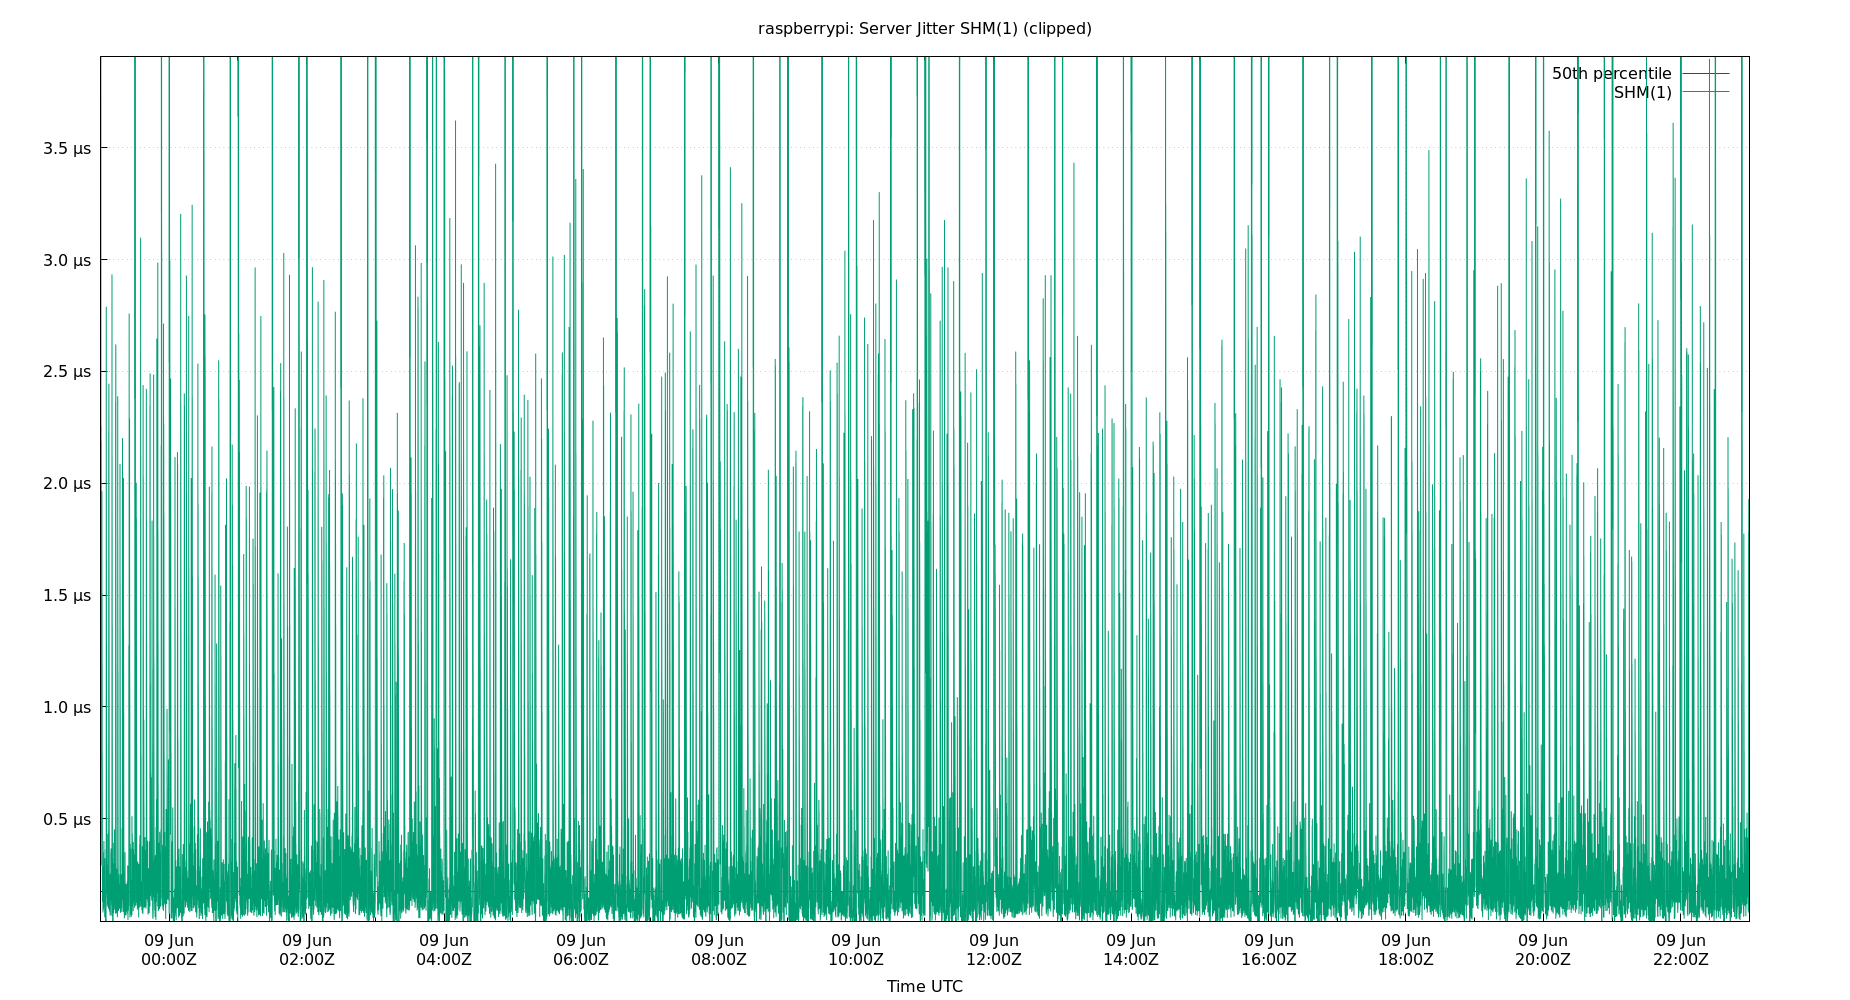 raspberrypi: Server Jitter SHM(1) (clipped)
50th percentile
SHM(1)
3.5 µs
3.0 µs
2.5 µs
2.0 µs
1.5 µs
1.0 µs
0.5 µs
09 Jun 09 Jun 09 Jun 09 Jun 09 Jun 09 Jun 09 Jun 09 Jun 09 Jun 09 Jun 09 Jun 09 Jun
00:00Z 02:00Z 04:00Z 06:00Z 08:00Z 10:00Z 12:00Z 14:00Z 16:00Z 18:00Z 20:00Z 22:00Z
Time UTC